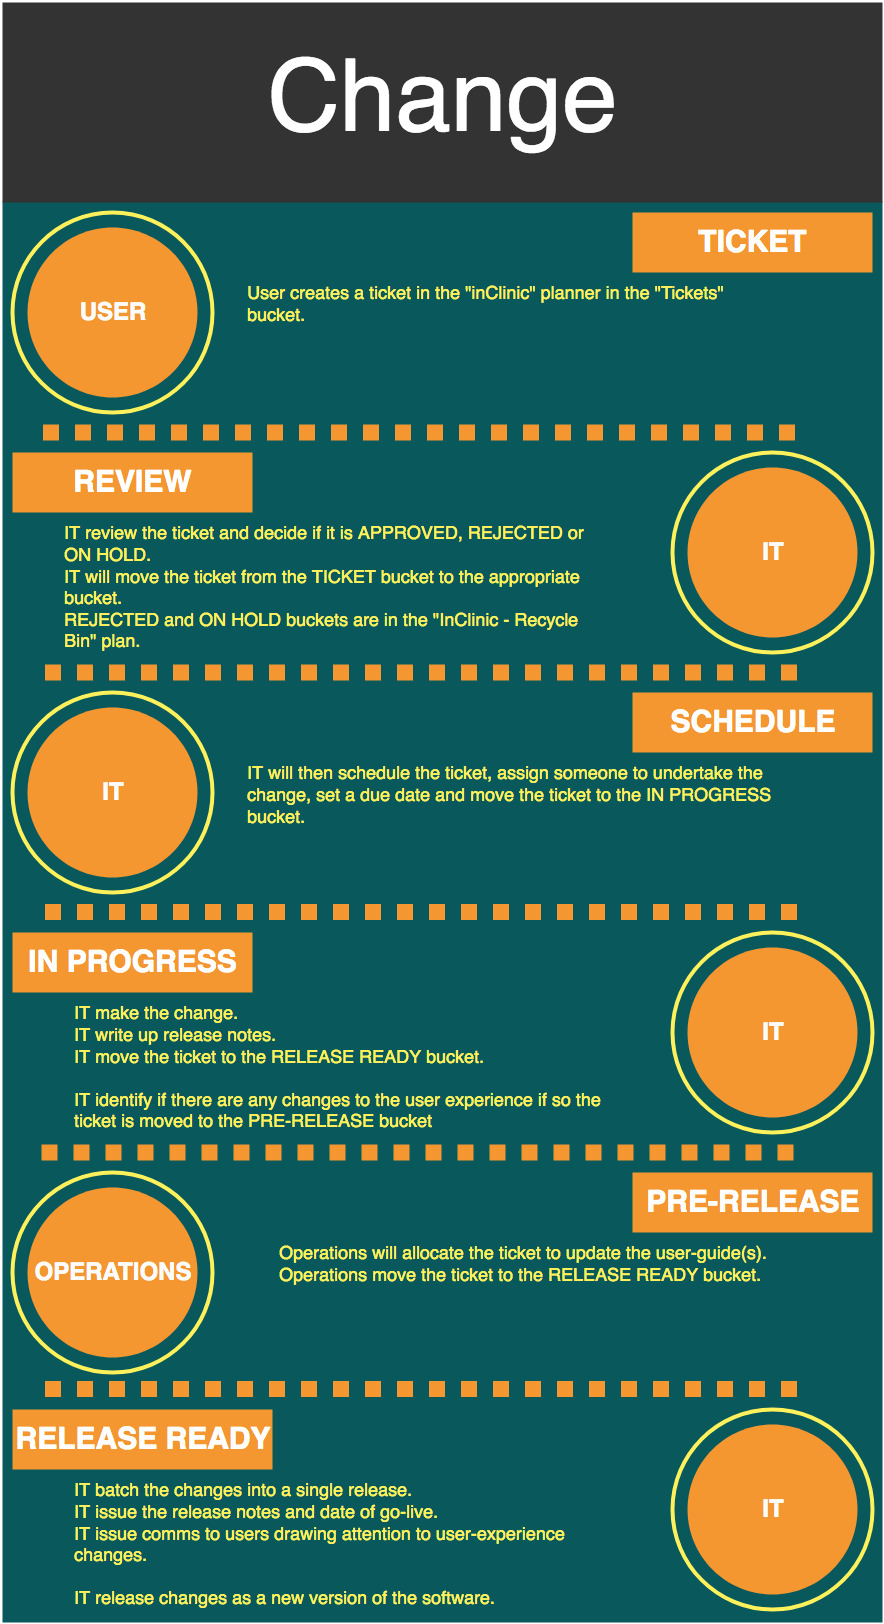 Change
TICKET
USER
User creates a ticket in the "inClinic" planner in the "Tickets"
bucket.
REVIEW
IT review the ticket and decide if it is APPROVED, REJECTED or
ON HOLD.
IT will move the ticket from the TICKET bucket to the appropriate
bucket.
REJECTED and ON HOLD buckets are in the "InClinic - Recycle
Bin" plan.
IT
SCHEDULE
IT
IT will then schedule the ticket, assign someone to undertake the
change, set a due date and move the ticket to the IN PROGRESS
bucket.
IN PROGRESS
IT make the change.
IT write up release notes.
IT move the ticket to the RELEASE READY bucket.
IT identify if there are any changes to the user experience if so the
ticket is moved to the PRE-RELEASE bucket
IT
PRE-RELEASE
OPERATIONS
Operations will allocate the ticket to update the user-guide(s).
Operations move the ticket to the RELEASE READY bucket.
RELEASE READY
IT batch the changes into a single release.
IT issue the release notes and date of go-live.
IT issue comms to users drawing attention to user-experience
changes.
IT release changes as a new version of the software.
IT